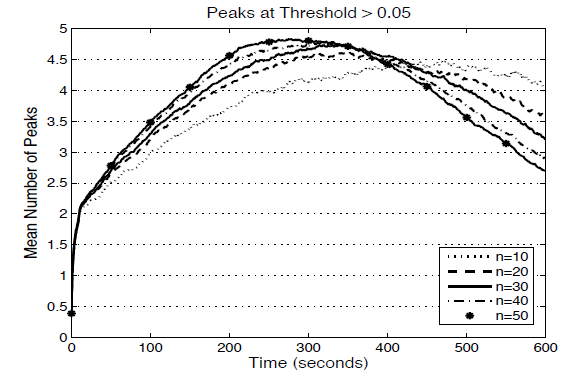 Peaks at Threshold > 0.05
Mean Number of Peaks
5
4.5
4
3.5
3
2.5
2
1.5
1
0.5
0
0 100 200 300 400 500 600
Time (seconds)
n=10
n=20
n=30
n=40
n=50